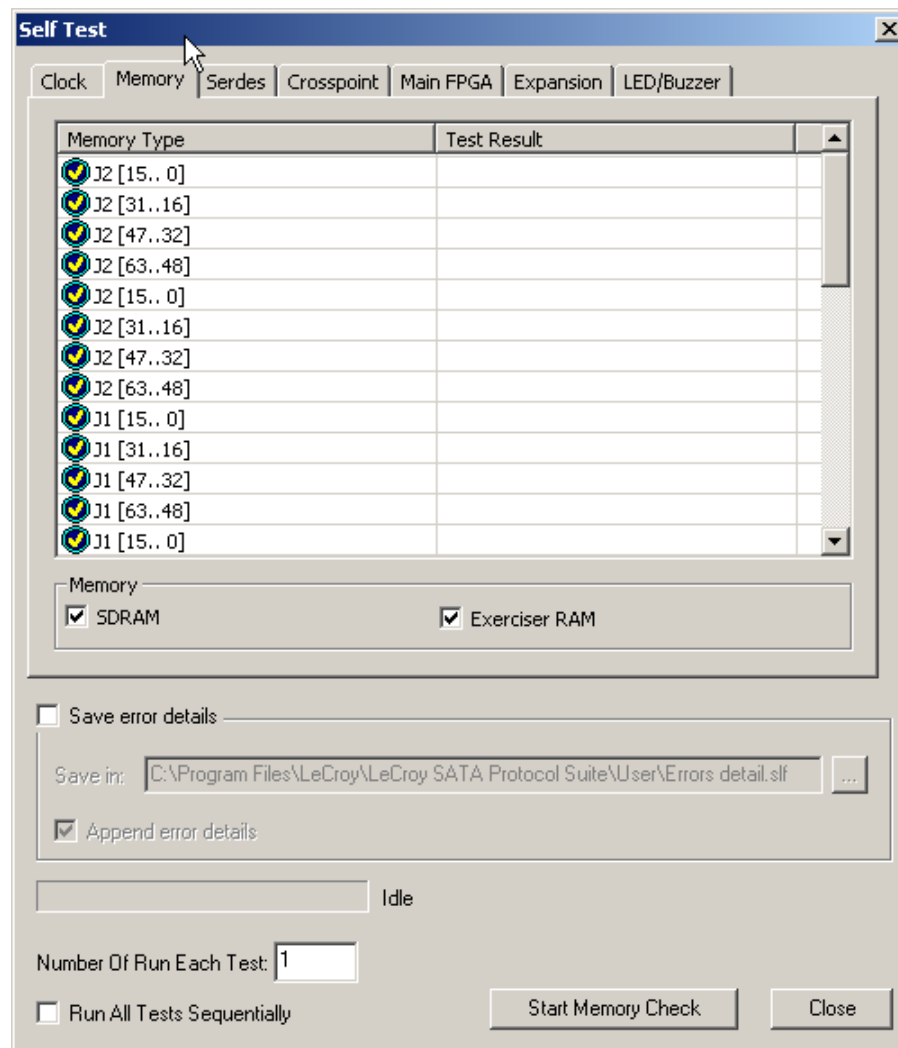 Self Test
Clock Memory Serdes Crosspoint Main FPGA Expansion LED/Buzzer
Memory Type Test Result
J2 [15.. 0]
J2 [31..16]
J2 [47..32]
J2 [63..48]
J2 [15.. 0]
J2 [31..16]
J2 [47..32]
J2 [63..48]
J1 [15.. 0]
J1 [31..16]
J1 [47..32]
J1 [63..48]
J1 [15.. 0]
Memory
SDRAM Exerciser RAM
Save error details
Save in: C:\Program Files\LeCroy\LeCroy SATA Protocol Suite\User\Errors detail.slf ...
Append error details
Idle
Number Of Run Each Test: 1
Run All Tests Sequentially Start Memory Check Close